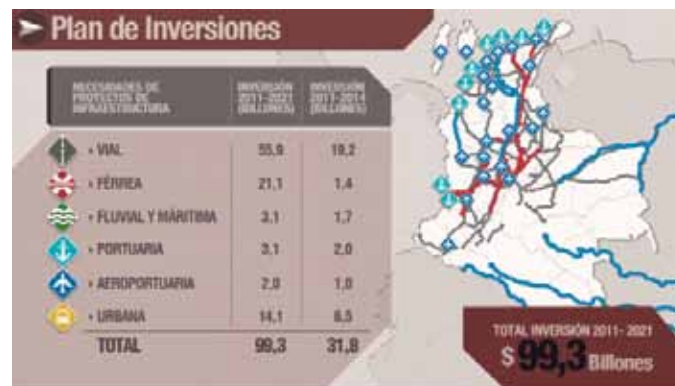 Plan de Inversiones
NECESIDADES DE
PROYECTOS DE
INFRAESTRUCTURA
INVERSIÓN
2011-2021
(BILLONES)
INVERSIÓN
2011-2014
(BILLONES)
VIAL 55,9 19,2
FÉRREA 21,1 1,4
FLUVIAL Y MÁRITIMA 3,1 1,7
PORTUARIA 3,1 2,0
AEROPORTUARIA 2,0 1,0
URBANA 14,1 6,5
TOTAL 99,3 31,8
TOTAL INVERSIÓN 2011- 2021
$ 99,3 Billones